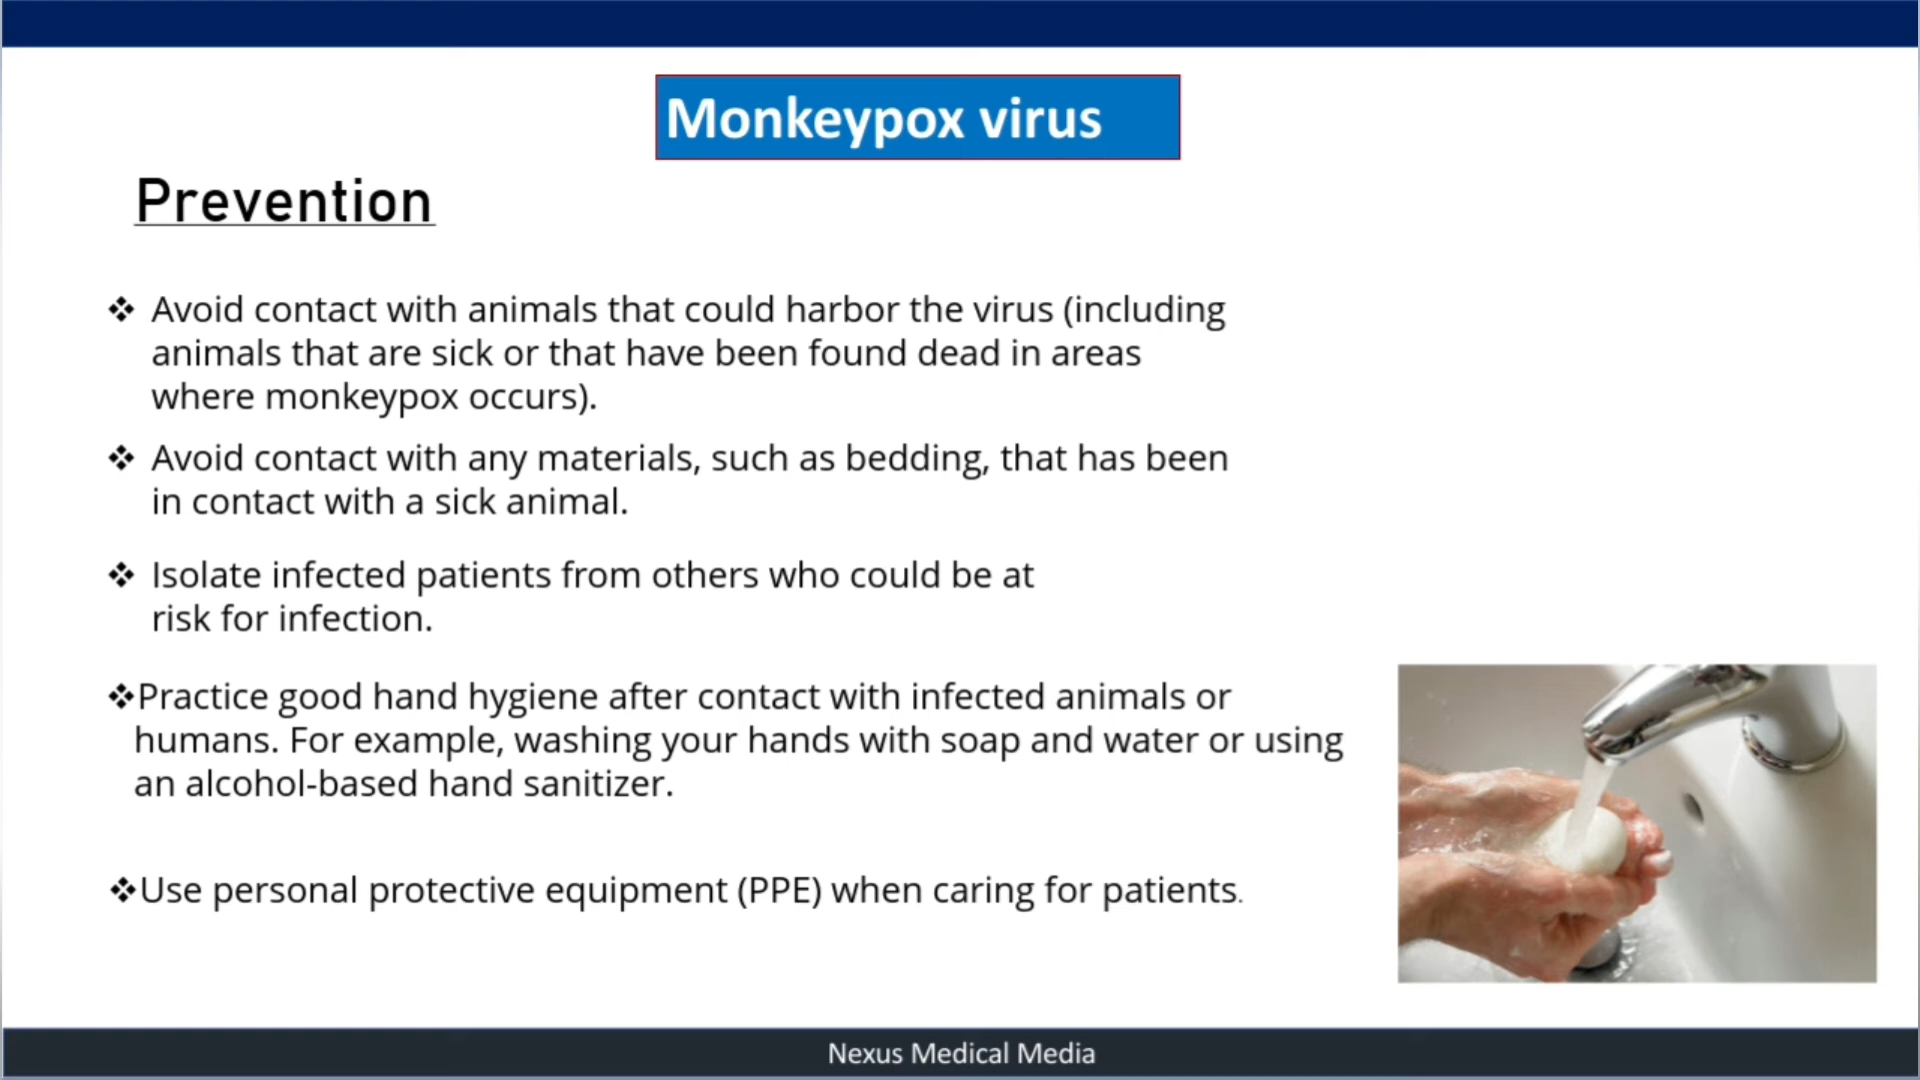 Monkeypox virus
Prevention
❖ Avoid contact with animals that could harbor the virus (including
animals that are sick or that have been found dead in areas
where monkeypox occurs).
❖ Avoid contact with any materials, such as bedding, that has been
in contact with a sick animal.
❖ Isolate infected patients from others who could be at
risk for infection.
❖Practice good hand hygiene after contact with infected animals or
humans. For example, washing your hands with soap and water or using
an alcohol-based hand sanitizer.
❖Use personal protective equipment (PPE) when caring for patients.
Nexus Medical Media